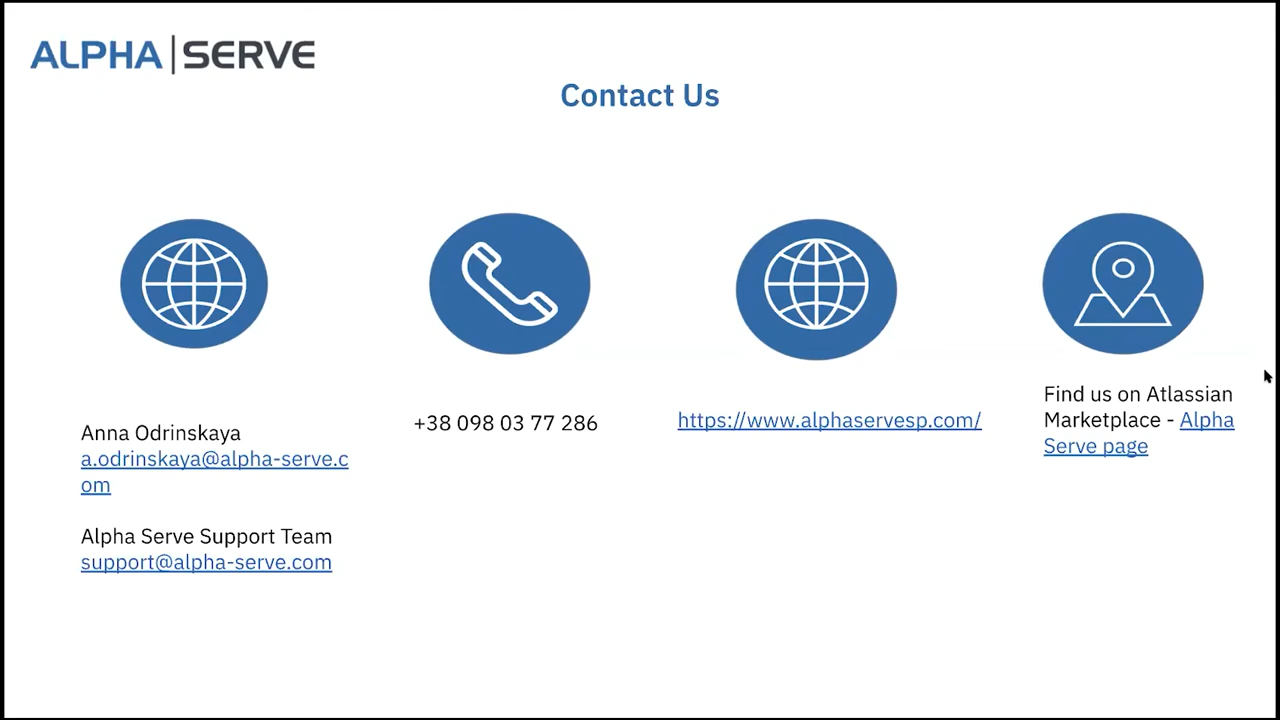 ALPHA|SERVE
Contact Us
Anna Odrinskaya
a.odrinskaya@alpha-serve.c
om
Alpha Serve Support Team
support@alpha-serve.com
+38 098 03 77 286
https://www.alphaservesp.com/
Find us on Atlassian
Marketplace - Alpha
Serve page